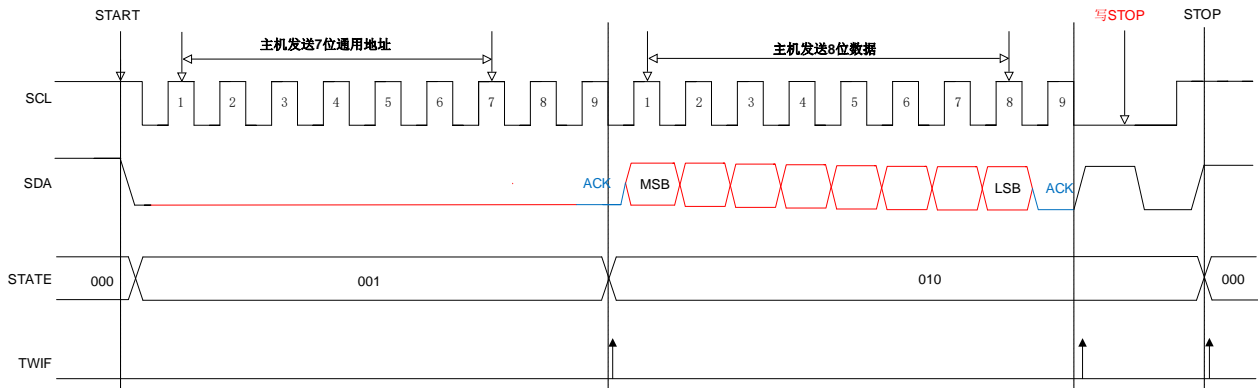 START
写STOP
STOP
主机发送7位通用地址
主机发送8位数据
SCL
1 2 3 4 5 6 7 8 9 1 2 3 4 5 6 7 8 9
SDA
ACK
MSB
LSB
ACK
STATE
000
001
010
000
TWIF